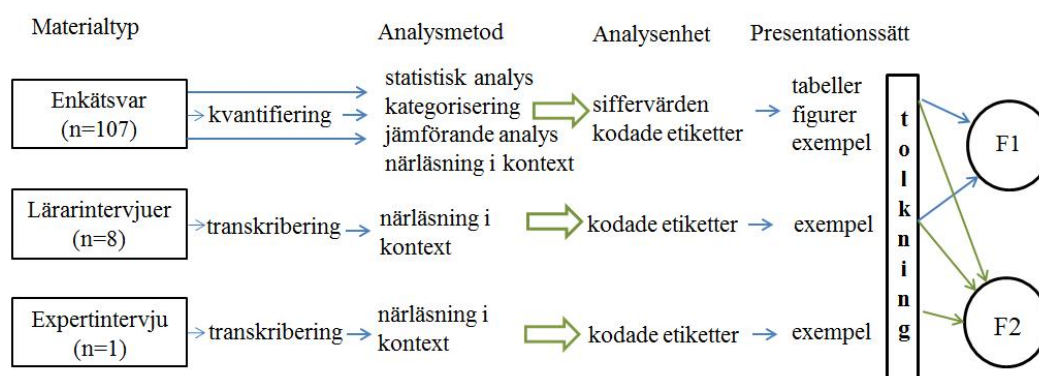 Materialtyp
Analysmetod
Analysenhet
Presentationssätt
Enkätsvar
(n=107)
kvantifiering
statistisk analys
kategorisering
jämförande analys
närläsning i kontext
siffervärden
kodade etiketter
tabeller
figurer
exempel
Lärarintervjuer
(n=8)
transkribering
närläsning i
kontext
kodade etiketter
exempel
Expertintervju
(n=1)
transkribering
närläsning i
kontext
kodade etiketter
exempel
tolkning
F1
F2